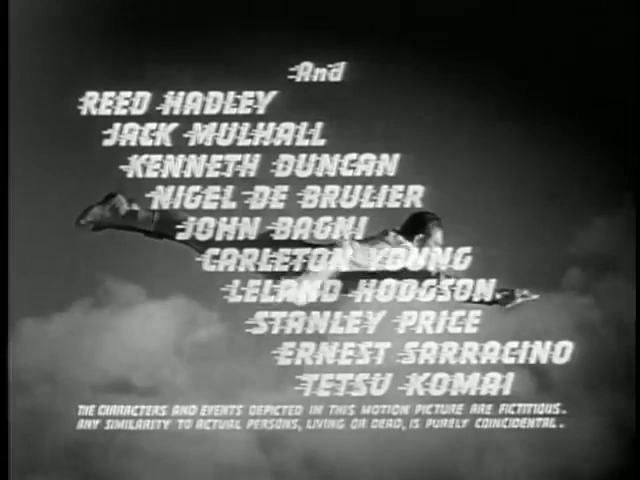 And
REED HADLEY
JACK MULHALL
KENNETH DUNCAN
NIGEL DE BRULIER
JOHN BAGNI
CARLETON YOUNG
LELAND HODGSON
STANLEY PRICE
ERNEST SARRACINO
TETSU KOMAI
THE CHARACTERS AND EVENTS DEPICTED IN THIS MOTION PICTURE ARE FICTITIOUS.
ANY SIMILARITY TO ACTUAL PERSONS, LIVING OR DEAD, IS PURELY COINCIDENTAL.